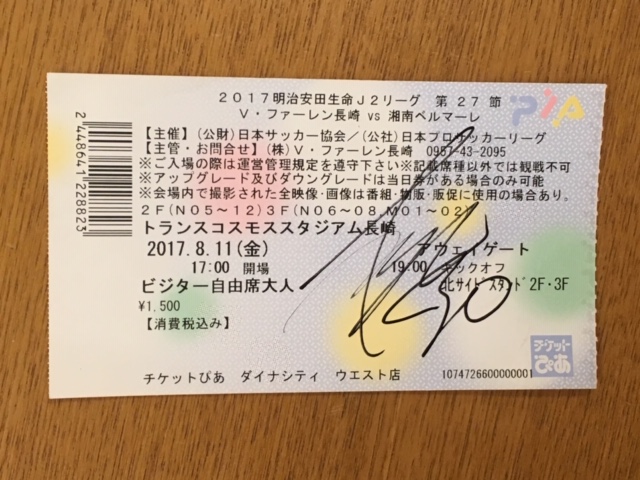 2017明治安田生命J2リーグ 第27節
V・ファーレン長崎 vs 湘南ベルマーレ
PIA
【主催】(公財)日本サッカー協会/(公社)日本プロサッカーリーグ
【主管・お問合せ】(株)V・ファーレン長崎 0957-43-2095
※ご入場の際は運営管理規定を遵守下さい※記載席種以外では観戦不可
※アップグレード及びダウングレードは当日券がある場合のみ可能
※会場内で撮影された全映像・画像は番組・物販・販促に使用の場合あり。
2F(N05-12)3F(N06-08,M01-02)
トランスコスモススタジアム長崎
2017.8.11(金) アウェイゲート
17:00 開場 19:00 キックオフ
ビジター自由席大人 北サイドスタンド2F・3F
¥1,500
【消費税込み】
チケットぴあ
チケットぴあ ダイナシティ ウエスト店 107472660000001
2448641228823